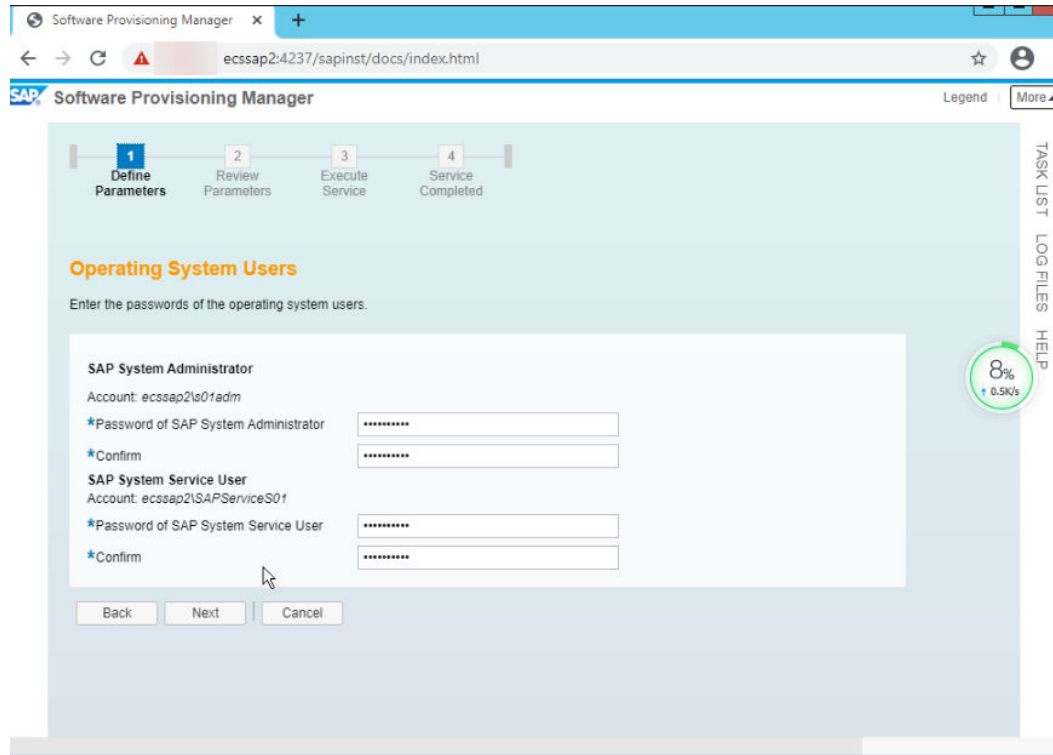 Software Provisioning Manager
ecssap2:4237/sapinst/docs/index.html
SAP Software Provisioning Manager
Legend
More
1
2
3
4
Define Parameters
Review Parameters
Execute Service
Service Completed
TASK LIST
LOG FILES
HELP
Operating System Users
Enter the passwords of the operating system users.
SAP System Administrator
Account: ecssap2\s01adm
*Password of SAP System Administrator
*Confirm
SAP System Service User
Account: ecssap2\SAPServiceS01
*Password of SAP System Service User
*Confirm
8%
↑ 0.5K/s
Back
Next
Cancel